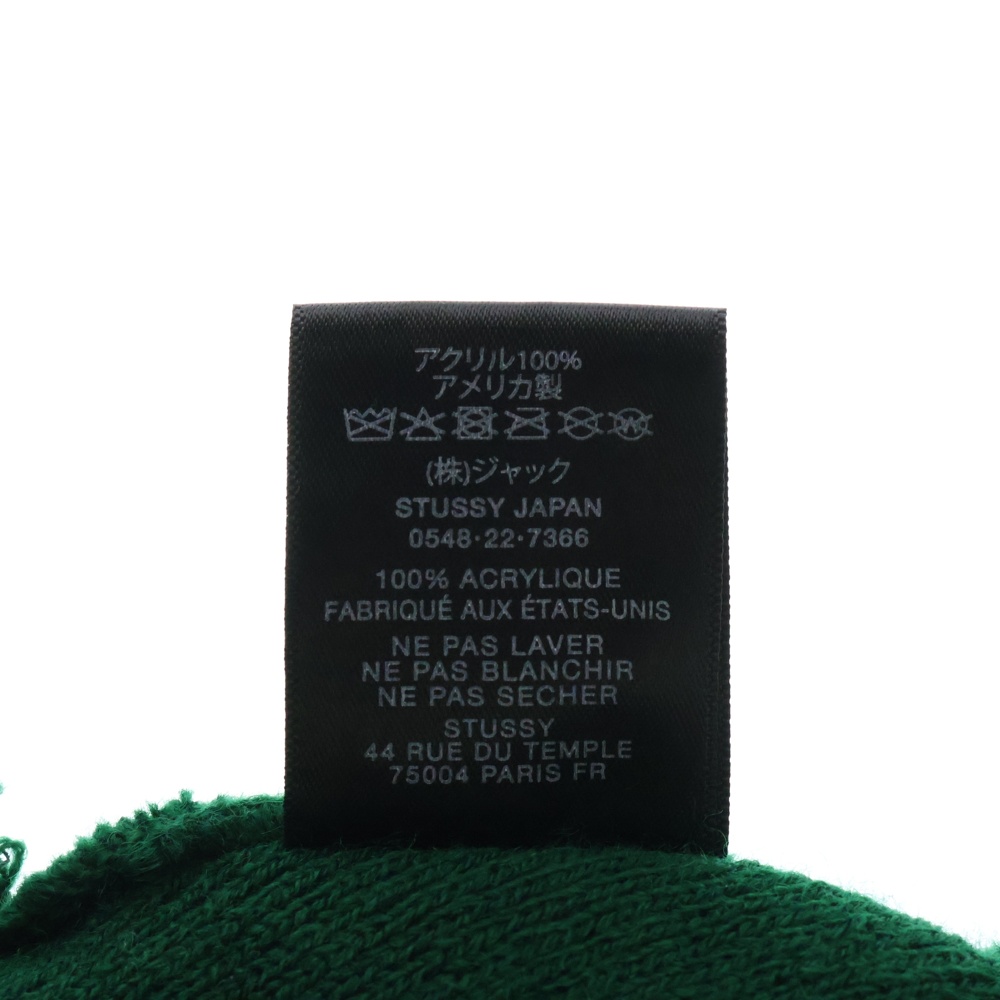 アクリル100%
アメリカ製
(株)ジャック
STUSSY JAPAN
0548·22·7366
100% ACRYLIQUE
FABRIQUÉ AUX ÉTATS-UNIS
NE PAS LAVER
NE PAS BLANCHIR
NE PAS SECHER
STUSSY
44 RUE DU TEMPLE
75004 PARIS FR